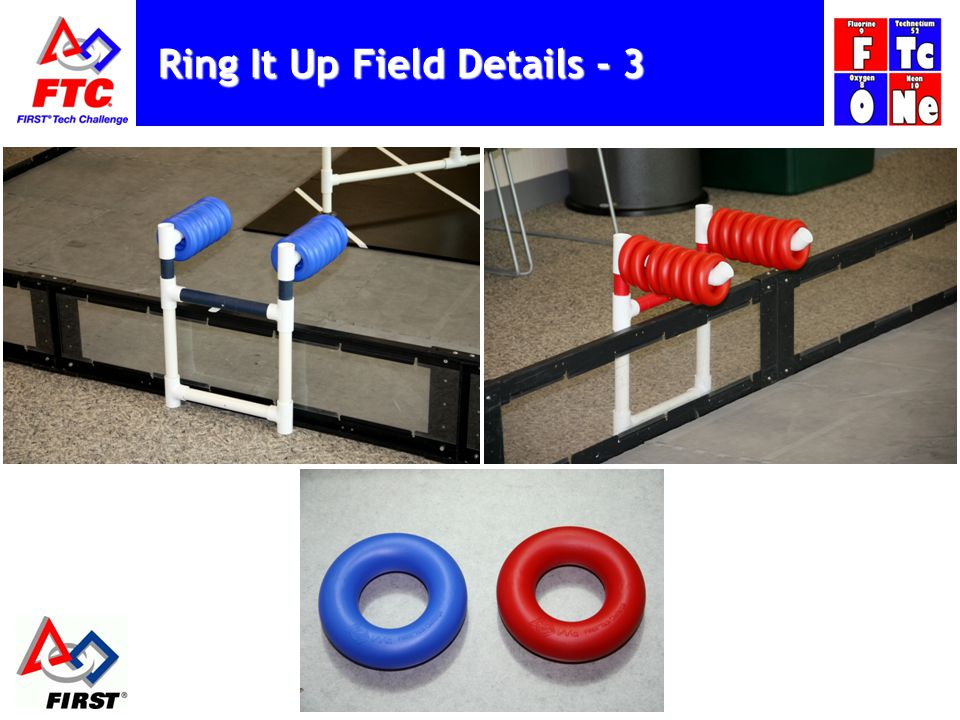 FTC®
FIRST® Tech Challenge
Ring It Up Field Details - 3
Fluorine
9
F
Technetium
52
Tc
Oxygen
8
O
Neon
10
Ne
FIRST®